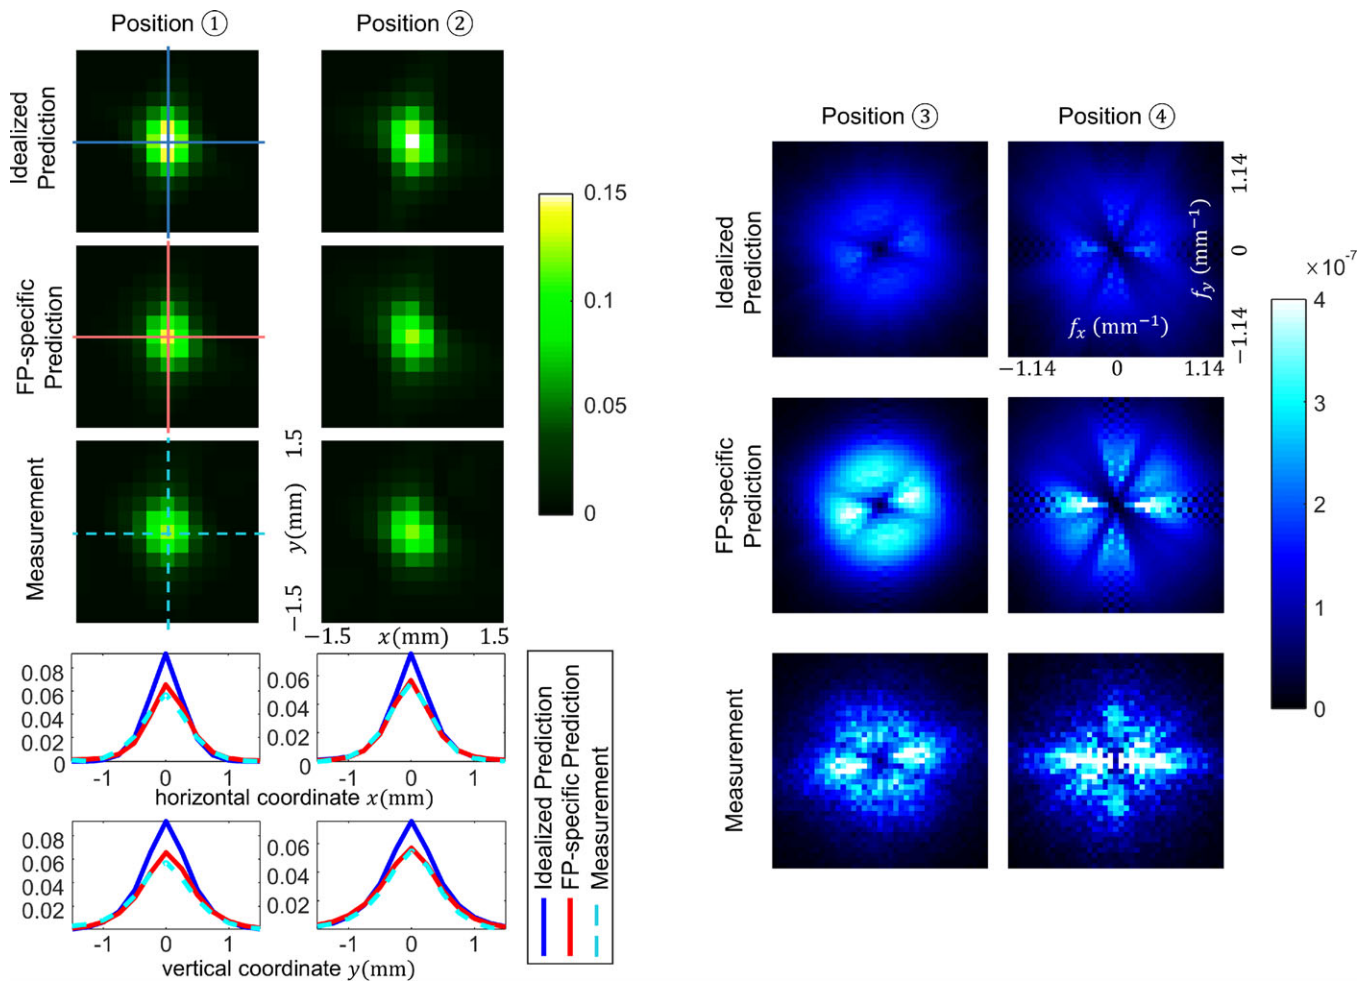 Position ①
Position ②
Idealized
Prediction
FP-specific
Prediction
Measurement
0.15
0.1
0.05
0
1.5
y(mm)
−1.5
−1.5
x(mm)
1.5
0.08
0.06
0.04
0.02
0
-1
0
1
0.08
0.06
0.04
0.02
-1
0
1
horizontal coordinate x(mm)
0.08
0.06
0.04
0.02
-1
0
1
0.08
0.06
0.04
0.02
-1
0
1
vertical coordinate y(mm)
Idealized Prediction
FP-specific Prediction
Measurement
Position ③
Position ④
Idealized
Prediction
FP-specific
Prediction
Measurement
fx (mm−1)
−1.14
0
1.14
fy (mm−1)
1.14
0
−1.14
×10-7
4
3
2
1
0